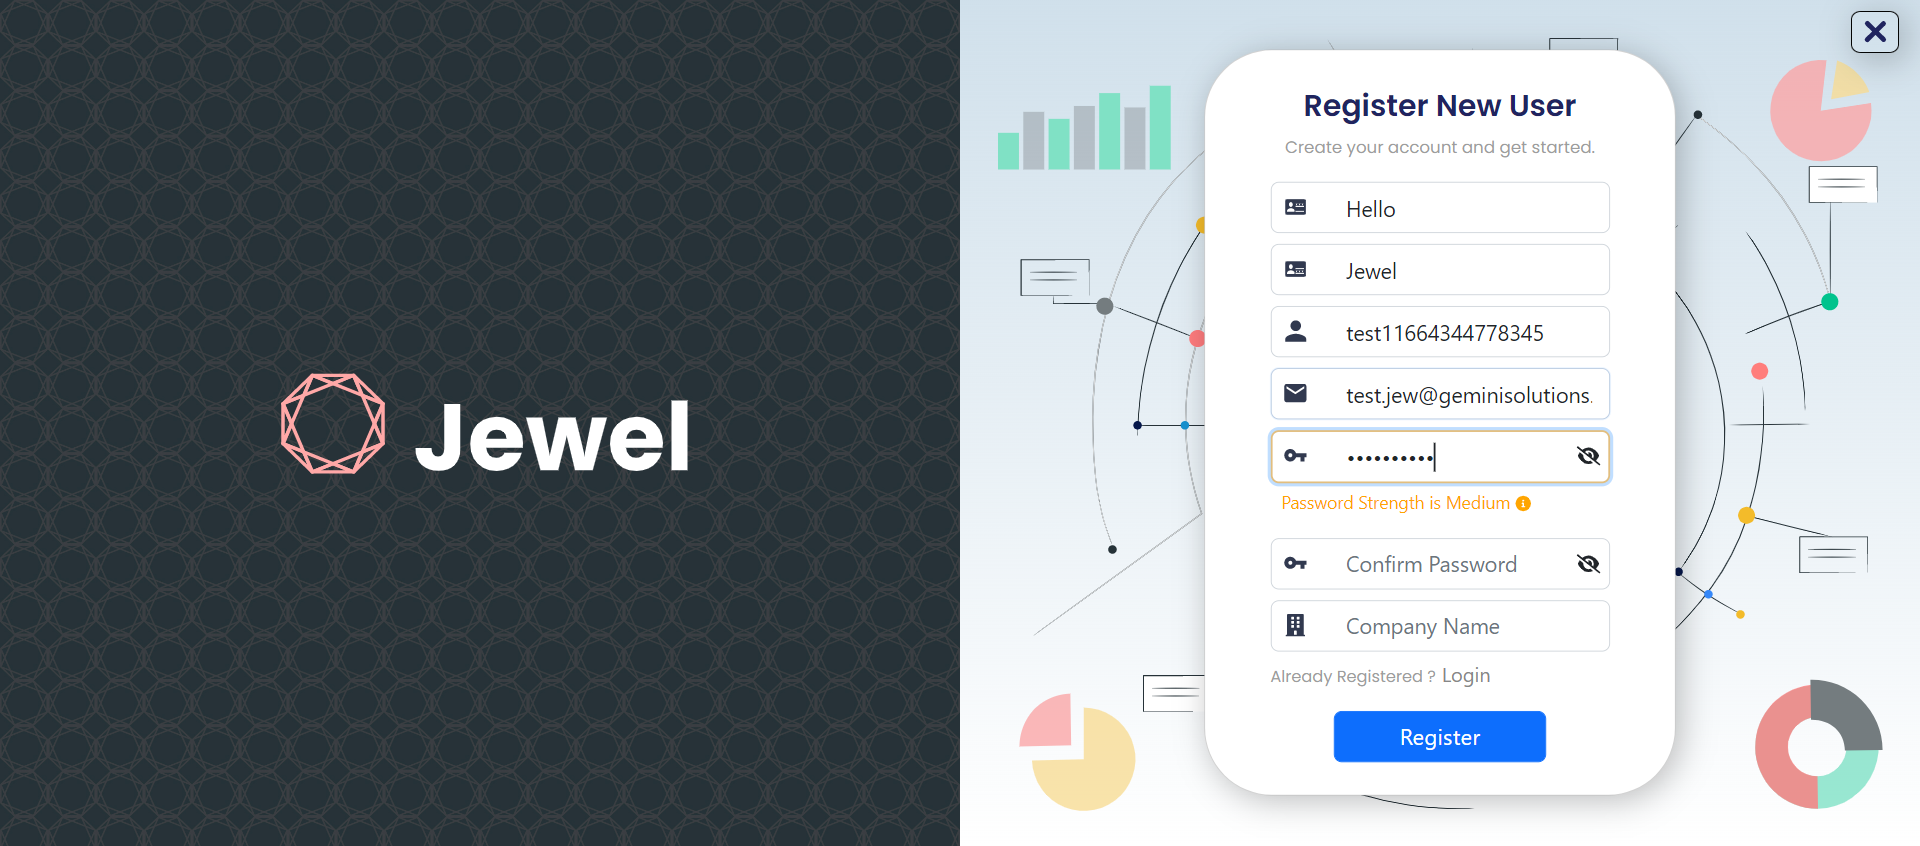 Jewel
Register New User
Create your account and get started.
Hello
Jewel
test11664344778345
test.jew@geminisolutions.
Password Strength is Medium
Confirm Password
Company Name
Already Registered ? Login
Register